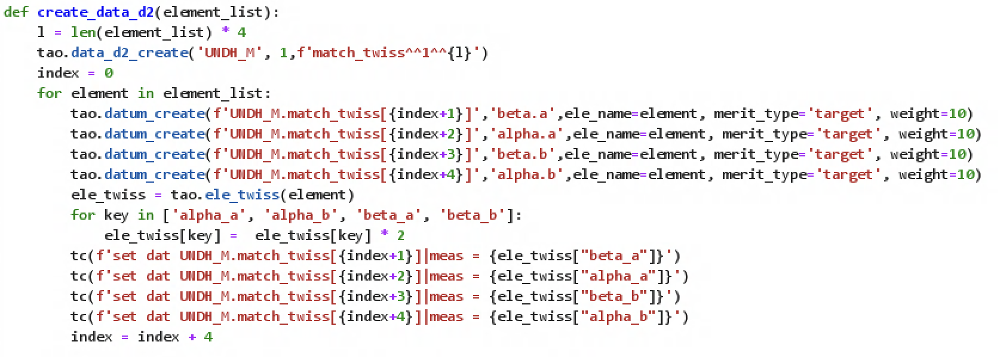 def create_data_d2(element_list):
    l = len(element_list) * 4
    tao.data_d2_create('UNDH_M', 1,f'match_twiss^^1^^{l}')
    index = 0
    for element in element_list:
        tao.datum_create(f'UNDH_M.match_twiss[{index+1}]','beta.a',ele_name=element, merit_type='target', weight=10)
        tao.datum_create(f'UNDH_M.match_twiss[{index+2}]','alpha.a',ele_name=element, merit_type='target', weight=10)
        tao.datum_create(f'UNDH_M.match_twiss[{index+3}]','beta.b',ele_name=element, merit_type='target', weight=10)
        tao.datum_create(f'UNDH_M.match_twiss[{index+4}]','alpha.b',ele_name=element, merit_type='target', weight=10)
        ele_twiss = tao.ele_twiss(element)
        for key in ['alpha_a', 'alpha_b', 'beta_a', 'beta_b']:
            ele_twiss[key] =  ele_twiss[key] * 2
        tc(f'set dat UNDH_M.match_twiss[{index+1}]|meas = {ele_twiss["beta_a"]}')
        tc(f'set dat UNDH_M.match_twiss[{index+2}]|meas = {ele_twiss["alpha_a"]}')
        tc(f'set dat UNDH_M.match_twiss[{index+3}]|meas = {ele_twiss["beta_b"]}')
        tc(f'set dat UNDH_M.match_twiss[{index+4}]|meas = {ele_twiss["alpha_b"]}')
        index = index + 4